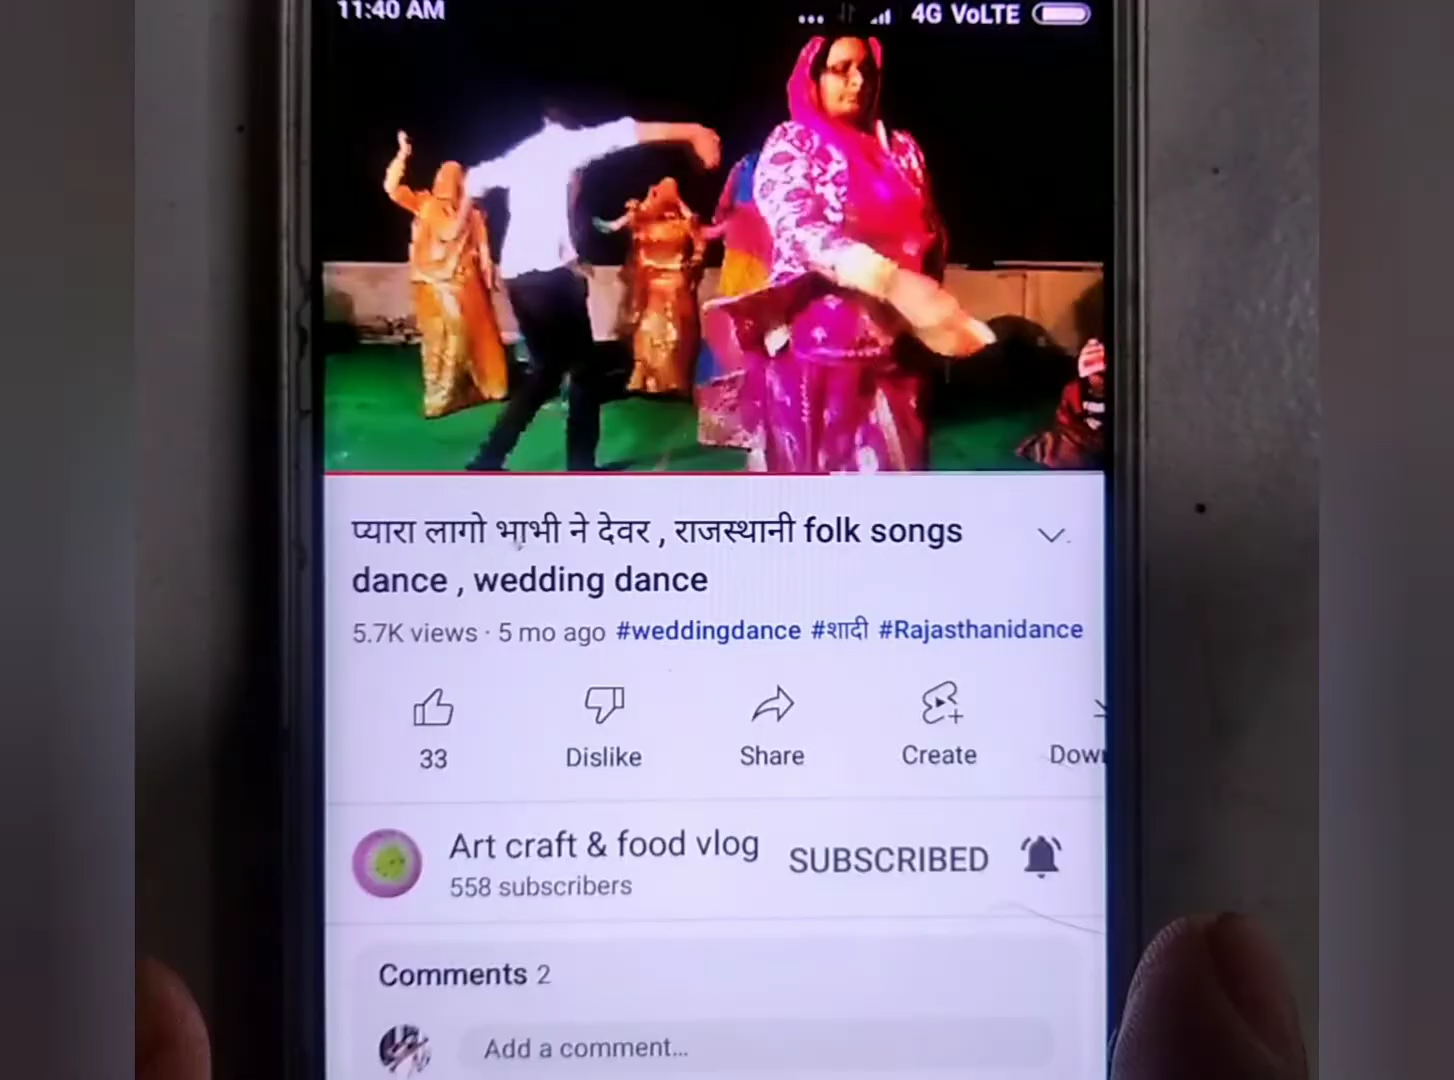 11:40 AM
4G VoLTE
प्यारा लागो भाभी ने देवर , राजस्थानी folk songs
dance , wedding dance
5.7K views · 5 mo ago #weddingdance #शादी #Rajasthanidance
33 Dislike Share Create
Art craft & food vlog
SUBSCRIBED
558 subscribers
Comments 2
Add a comment...